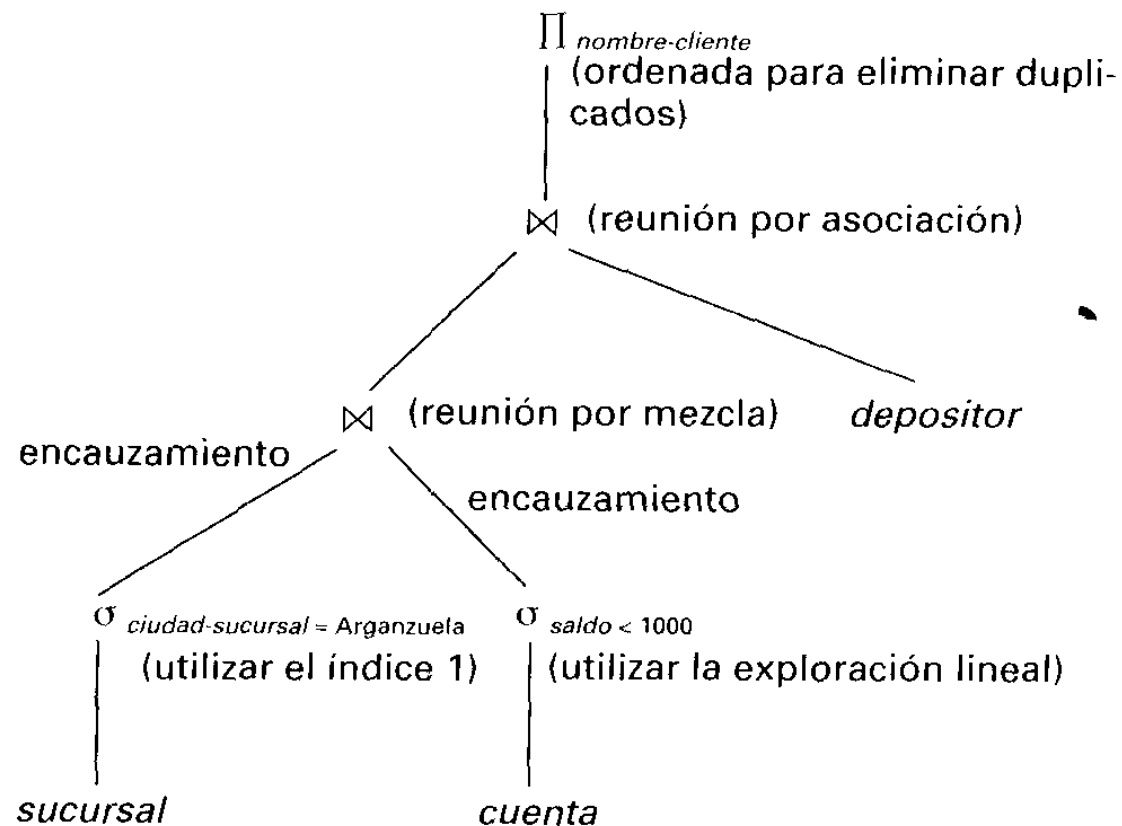 ∏ nombre-cliente
(ordenada para eliminar dupli-
cados)
⋈ (reunión por asociación)
⋈ (reunión por mezcla)
depositor
encauzamiento
encauzamiento
σ ciudad-sucursal = Arganzuela
(utilizar el índice 1)
σ saldo < 1000
(utilizar la exploración lineal)
sucursal
cuenta